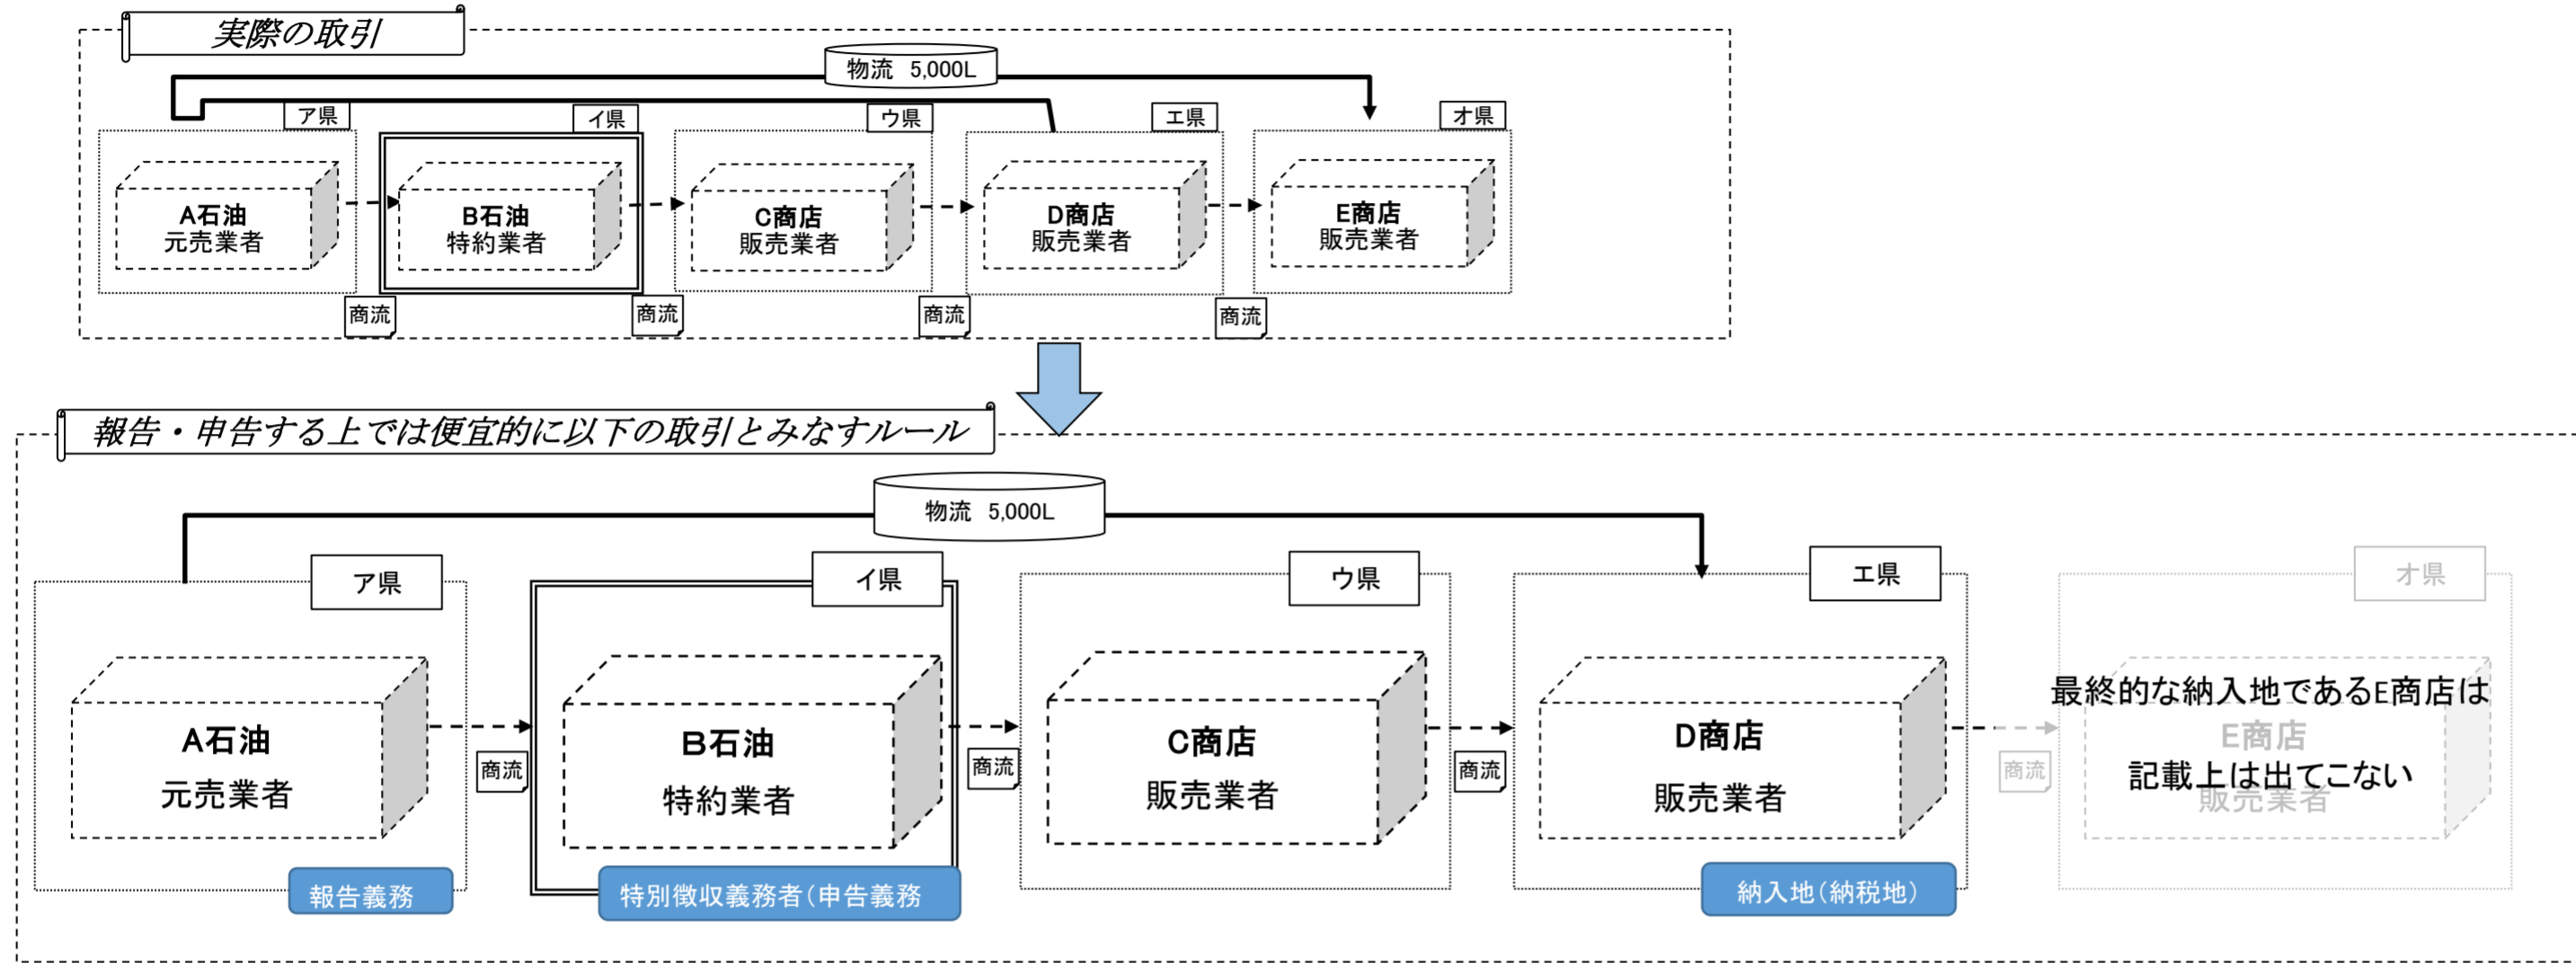 実際の取引
物流 5,000L
ア県
イ県
ウ県
エ県
オ県
A石油
元売業者
B石油
特約業者
C商店
販売業者
D商店
販売業者
E商店
販売業者
商流
商流
商流
商流
報告・申告する上では便宜的に以下の取引とみなすルール
物流 5,000L
ア県
イ県
ウ県
エ県
オ県
A石油
元売業者
B石油
特約業者
C商店
販売業者
D商店
販売業者
最終的な納入地であるE商店は
E商店
記載上は出てこない
販売業者
商流
商流
商流
商流
報告義務
特別徴収義務者(申告義務
納入地(納税地)